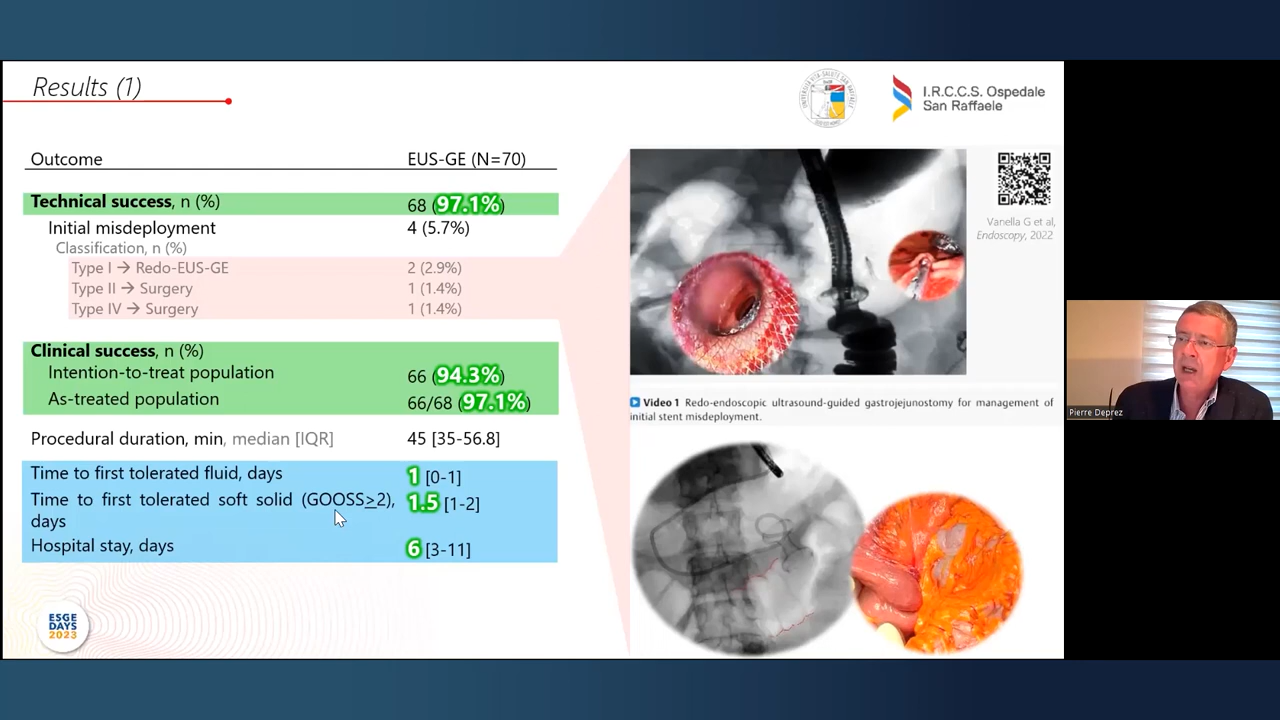 Results (1)
I.R.C.C.S. Ospedale
San Raffaele
Outcome EUS-GE (N=70)
Technical success, n (%) 68 (97.1%)
Initial misdeployment 4 (5.7%)
Classification, n (%)
Type I → Redo-EUS-GE 2 (2.9%)
Type II → Surgery 1 (1.4%)
Type IV → Surgery 1 (1.4%)
Clinical success, n (%)
Intention-to-treat population 66 (94.3%)
As-treated population 66/68 (97.1%)
Procedural duration, min, median [IQR] 45 [35-56.8]
Time to first tolerated fluid, days 1 [0-1]
Time to first tolerated soft solid (GOOSS≥2), 1.5 [1-2]
days
Hospital stay, days 6 [3-11]
ESGE
DAYS
2023
Vanella G et al,
Endoscopy, 2022
Video 1 Redo-endoscopic ultrasound-guided gastrojejunostomy for management of
initial stent misdeployment.
Pierre Deprez